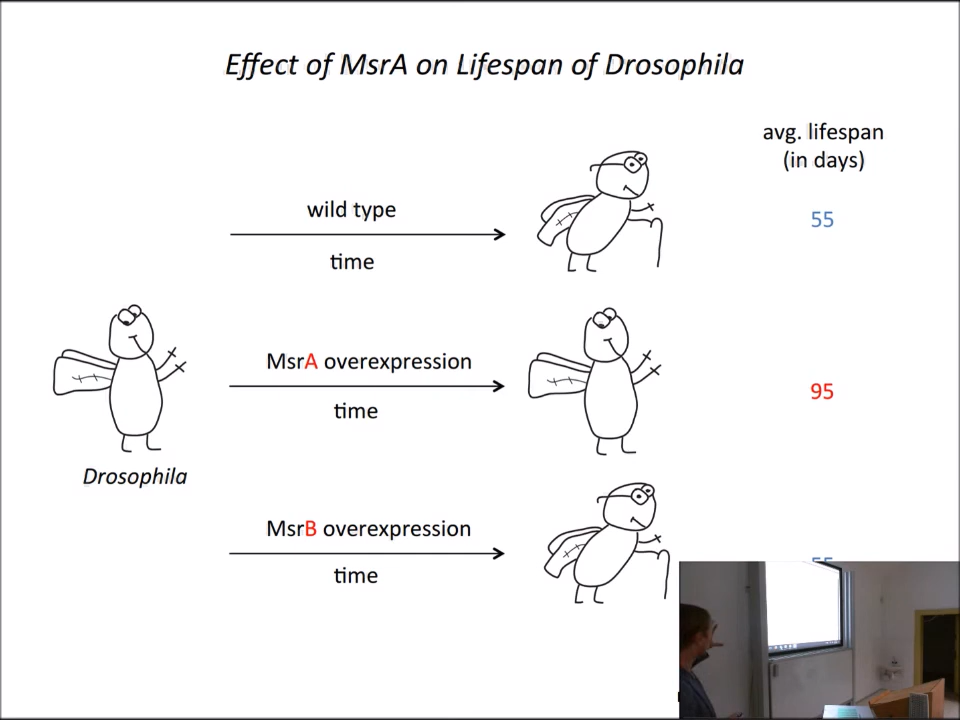 Effect of MsrA on Lifespan of Drosophila
avg. lifespan
(in days)
wild type
time
55
MsrA overexpression
time
95
Drosophila
MsrB overexpression
time
55